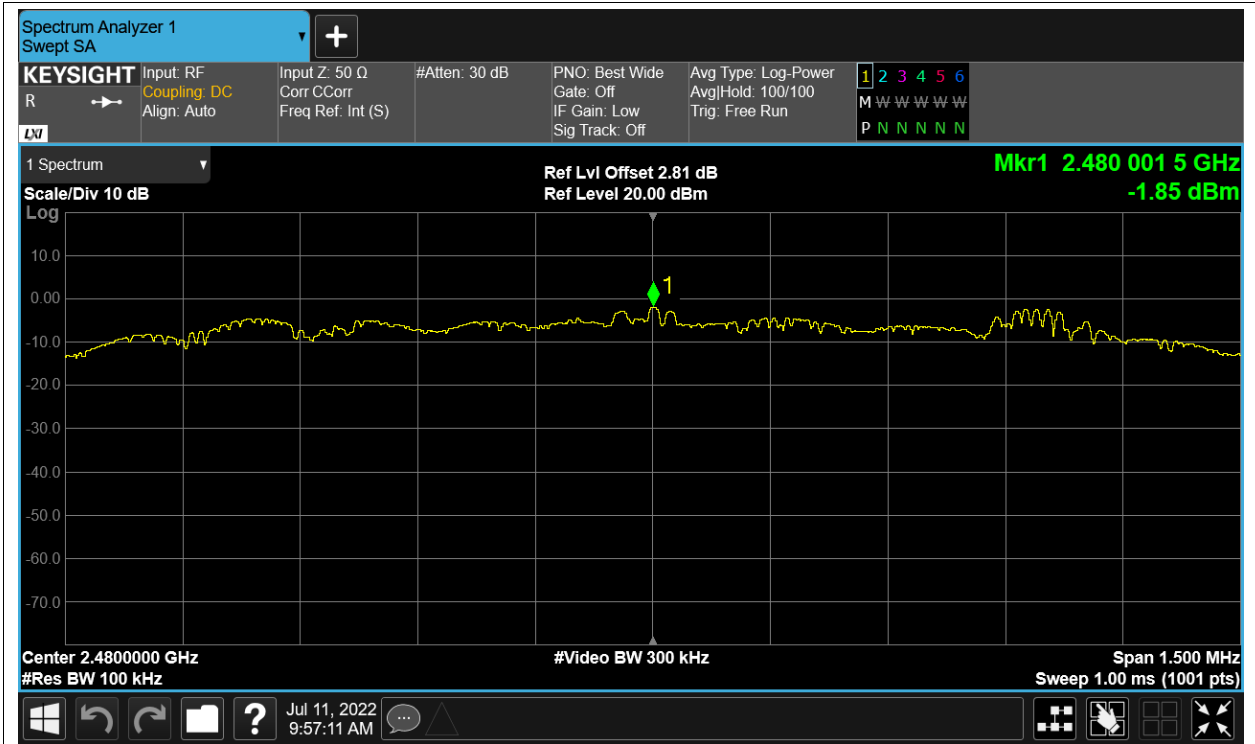 Spectrum Analyzer 1
Swept SA
KEYSIGHT
R
LXI
Input: RF
Coupling: DC
Align: Auto
Input Z: 50 Ω
Corr CCorr
Freq Ref: Int (S)
#Atten: 30 dB
PNO: Best Wide
Gate: Off
IF Gain: Low
Sig Track: Off
Avg Type: Log-Power
Avg|Hold: 100/100
Trig: Free Run
1 2 3 4 5 6
M W W W W W W
P N N N N N
1 Spectrum
Scale/Div 10 dB
Log
Ref Lvl Offset 2.81 dB
Ref Level 20.00 dBm
Mkr1 2.480 001 5 GHz
-1.85 dBm
10.0
0.00
-10.0
-20.0
-30.0
-40.0
-50.0
-60.0
-70.0
1
Center 2.4800000 GHz
#Res BW 100 kHz
#Video BW 300 kHz
Span 1.500 MHz
Sweep 1.00 ms (1001 pts)
?
Jul 11, 2022
9:57:11 AM